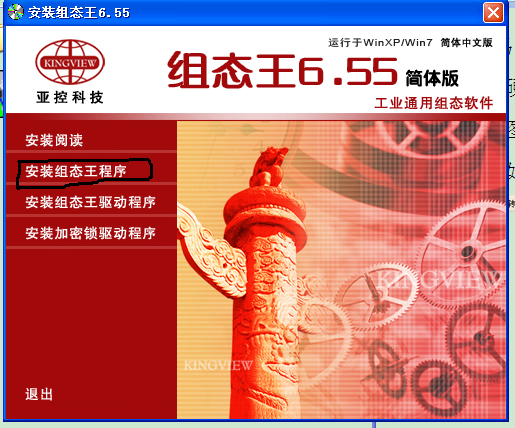 安装组态王6.55
运行于WinXP/Win7 简体中文版
KINGVIEW
组态王6.55 简体版
亚控科技
工业通用组态软件
安装阅读
安装组态王程序
安装组态王驱动程序
安装加密锁驱动程序
KINGVIEW
KINGVIEW
退出